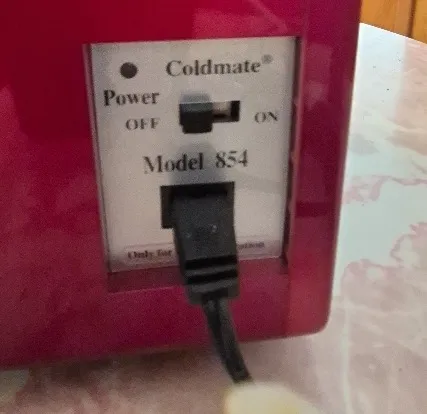 Coldmate®
Power
OFF ON
Model 854
Only for